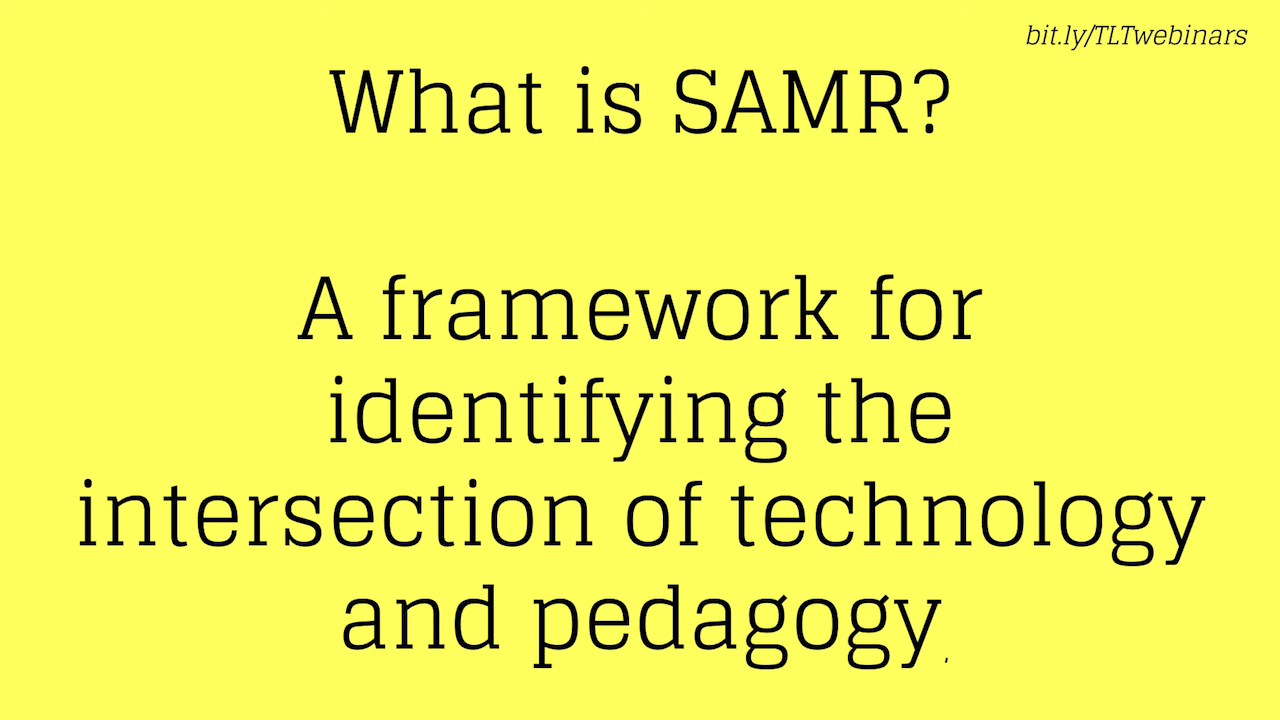 bit.ly/TLTwebinars
What is SAMR?
A framework for
identifying the
intersection of technology
and pedagogy,